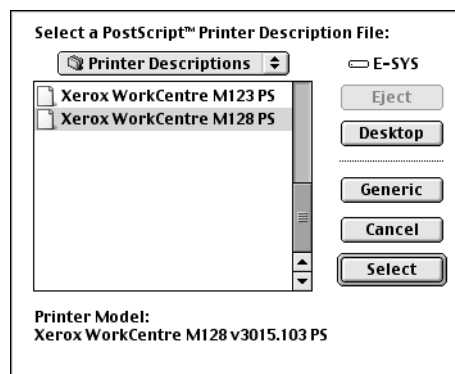 Select a PostScript™ Printer Description File:
Printer Descriptions
E-SYS
Xerox WorkCentre M123 PS
Xerox WorkCentre M128 PS
Eject
Desktop
Generic
Cancel
Select
Printer Model:
Xerox WorkCentre M128 v3015.103 PS